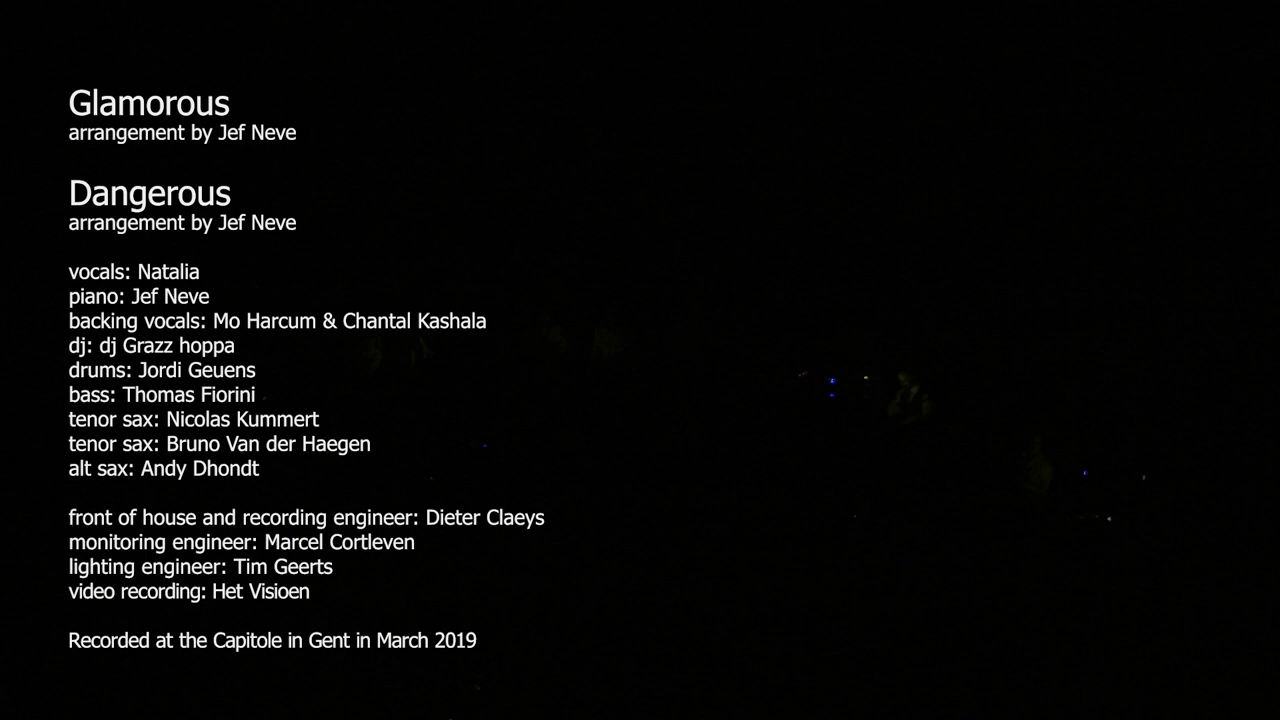 Glamorous
arrangement by Jef Neve
Dangerous
arrangement by Jef Neve
vocals: Natalia
piano: Jef Neve
backing vocals: Mo Harcum & Chantal Kashala
dj: dj Grazz hoppa
drums: Jordi Geuens
bass: Thomas Fiorini
tenor sax: Nicolas Kummert
tenor sax: Bruno Van der Haegen
alt sax: Andy Dhondt
front of house and recording engineer: Dieter Claeys
monitoring engineer: Marcel Cortleven
lighting engineer: Tim Geerts
video recording: Het Visioen
Recorded at the Capitole in Gent in March 2019